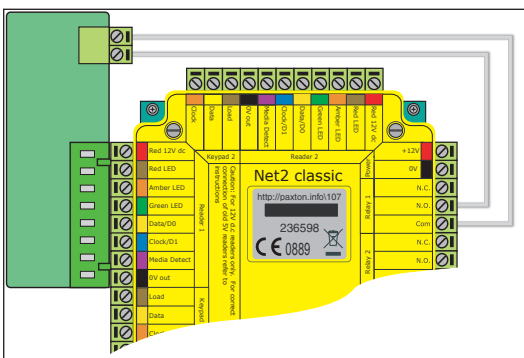 Clock
Data
Load
0V out
Media Detect
Clock/D1
Data/D0
Green LED
Amber LED
Red LED
Red 12V dc
Keypad 2
Reader 2
Red 12V dc
Red LED
Amber LED
Green LED
Data/D0
Clock/D1
Media Detect
0V out
Load
Data
Reader 1
Keypad
Caution: For 12V d.c readers only. For correct
connection of old 5V readers refer to
instructions
Net2 classic
http://paxton.info\107
236598
CE 0889
Power
Relay 1
Relay 2
+12V
0V
N.C.
N.O.
Com
N.C.
N.O.